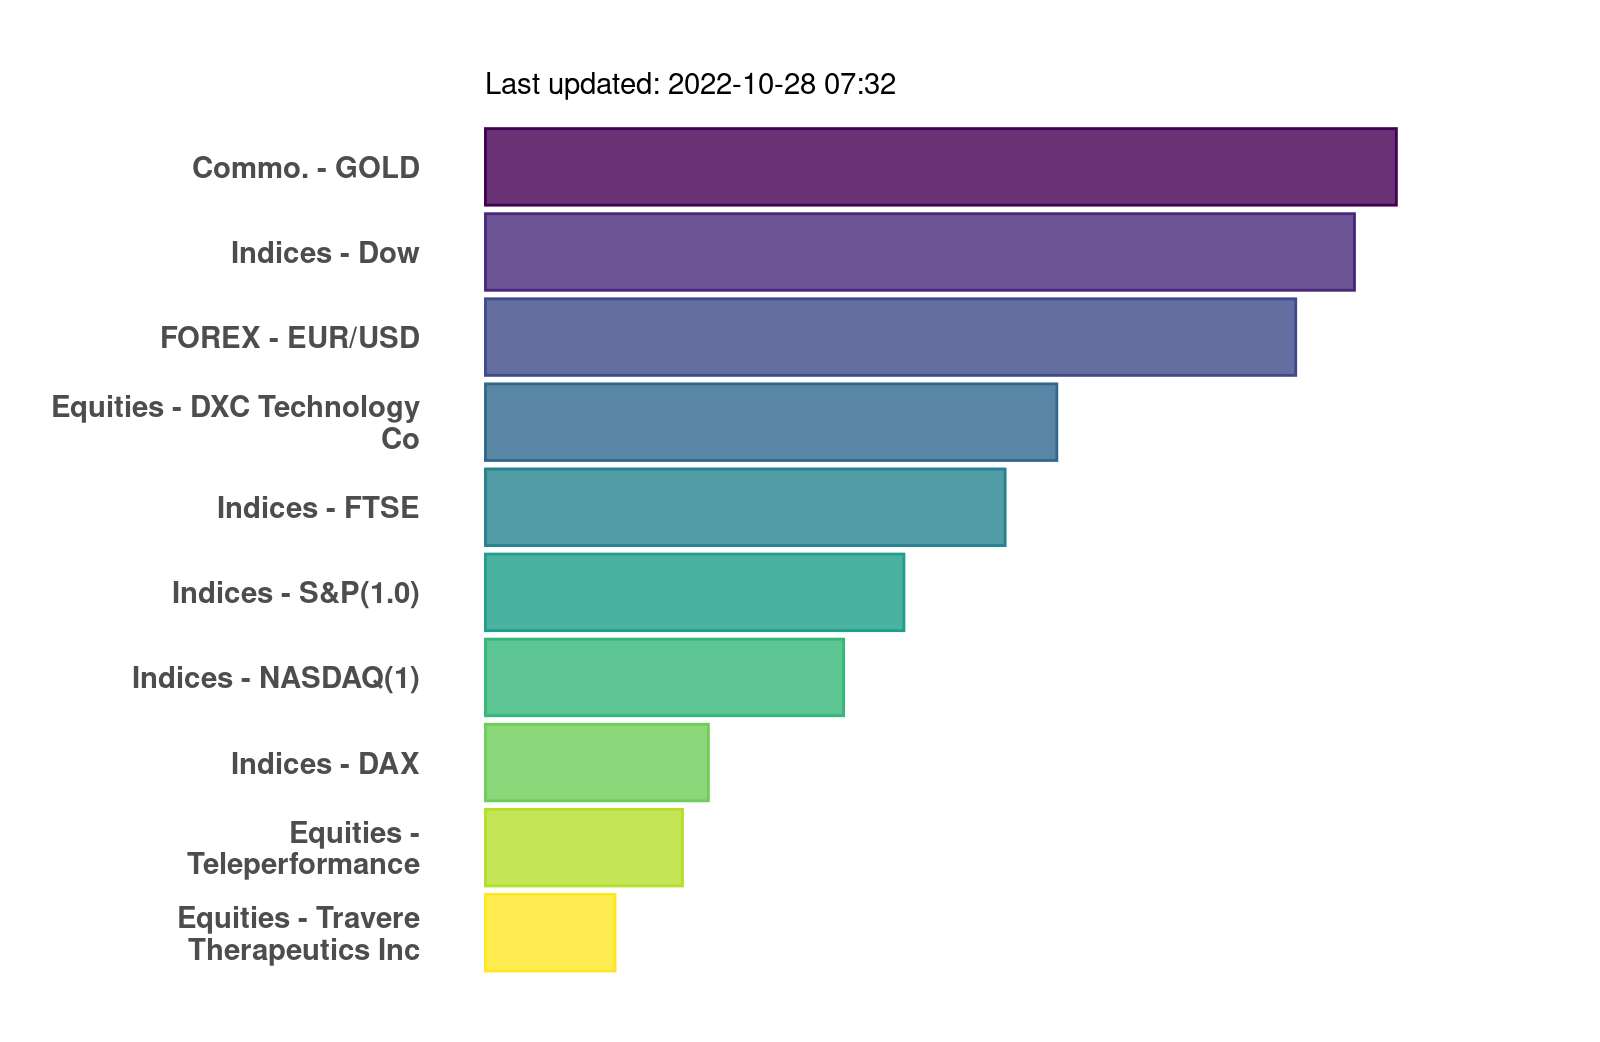 Last updated: 2022-10-28 07:32
Commo. - GOLD
Indices - Dow
FOREX - EUR/USD
Equities - DXC Technology
Co
Indices - FTSE
Indices - S&P(1.0)
Indices - NASDAQ(1)
Indices - DAX
Equities -
Teleperformance
Equities - Travere
Therapeutics Inc